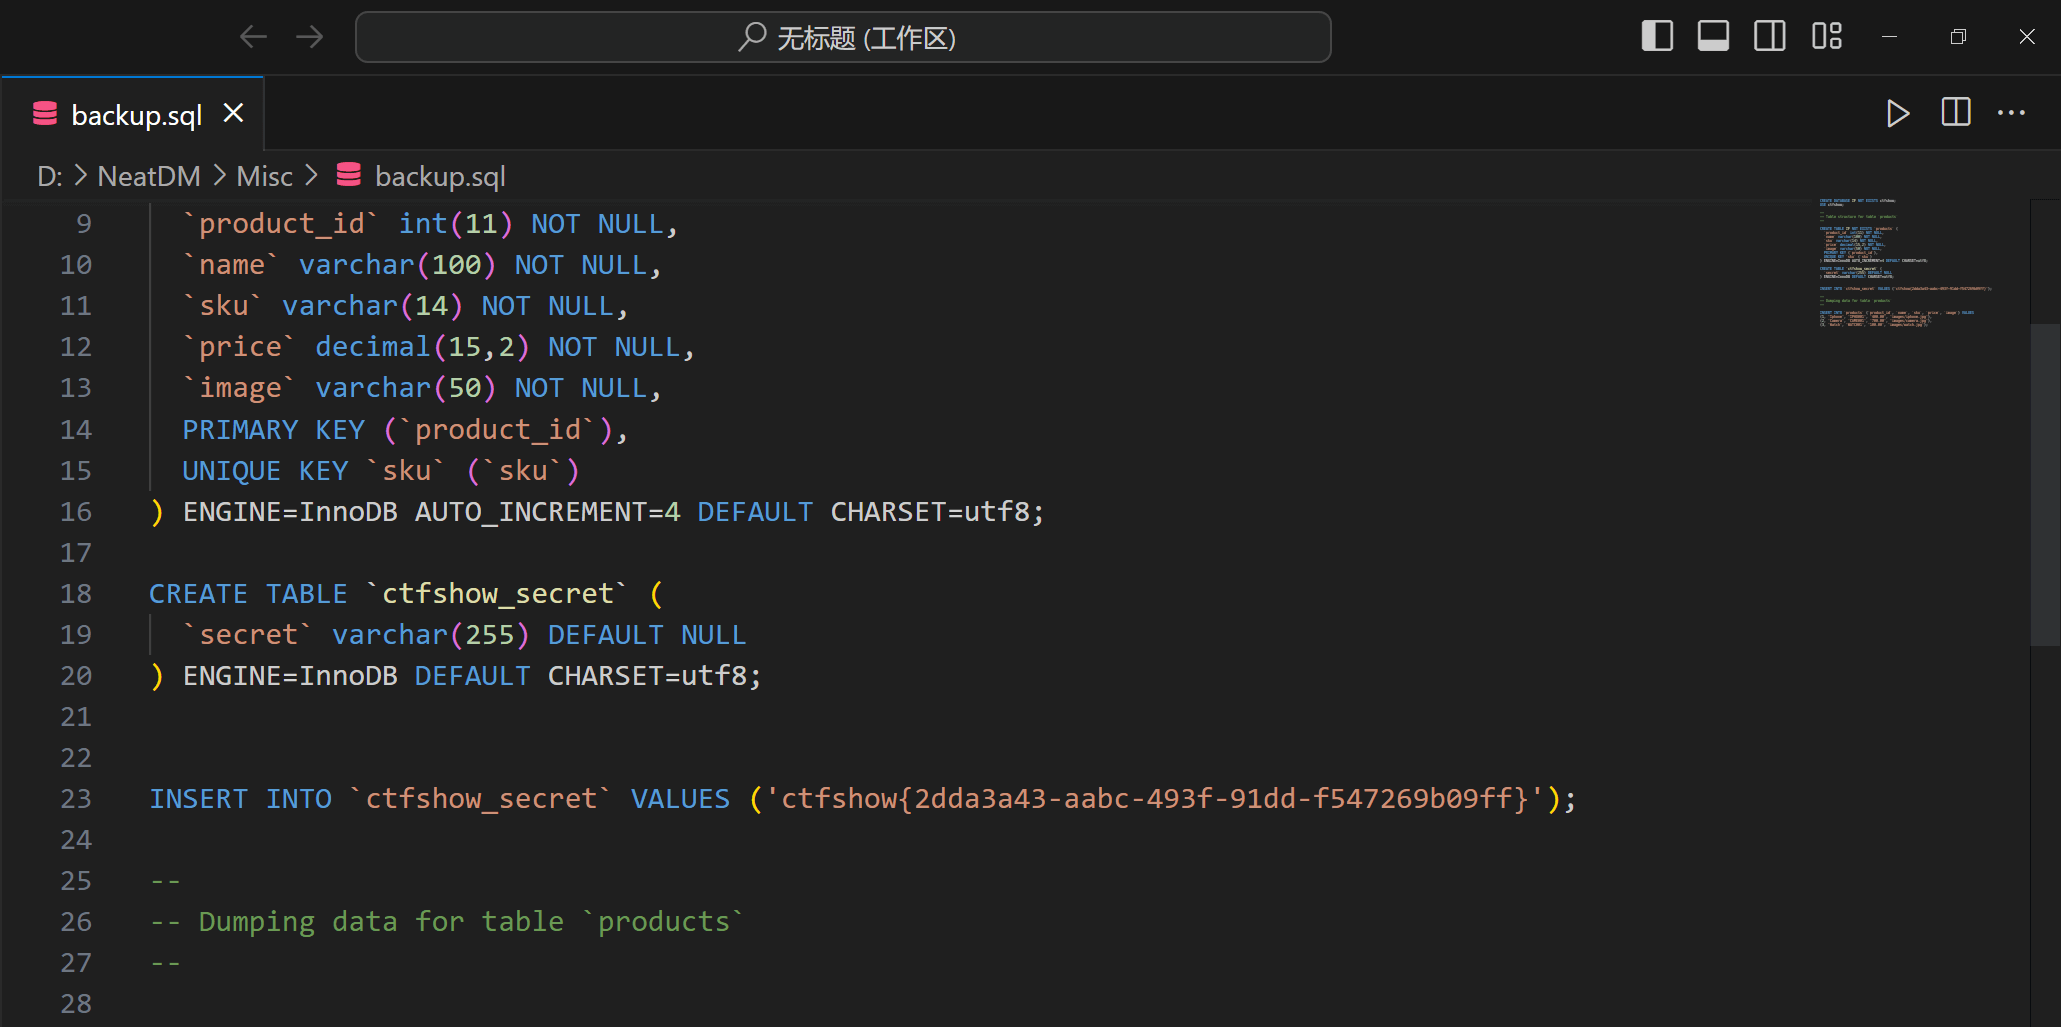 无标题 (工作区)
backup.sql
D: > NeatDM > Misc > backup.sql
9 `product_id` int(11) NOT NULL,
10 `name` varchar(100) NOT NULL,
11 `sku` varchar(14) NOT NULL,
12 `price` decimal(15,2) NOT NULL,
13 `image` varchar(50) NOT NULL,
14 PRIMARY KEY (`product_id`),
15 UNIQUE KEY `sku` (`sku`)
16 ) ENGINE=InnoDB AUTO_INCREMENT=4 DEFAULT CHARSET=utf8;
17
18 CREATE TABLE `ctfshow_secret` (
19 `secret` varchar(255) DEFAULT NULL
20 ) ENGINE=InnoDB DEFAULT CHARSET=utf8;
21
22
23 INSERT INTO `ctfshow_secret` VALUES ('ctfshow{2dda3a43-aabc-493f-91dd-f547269b09ff}');
24
25 --
26 -- Dumping data for table `products`
27 --
28